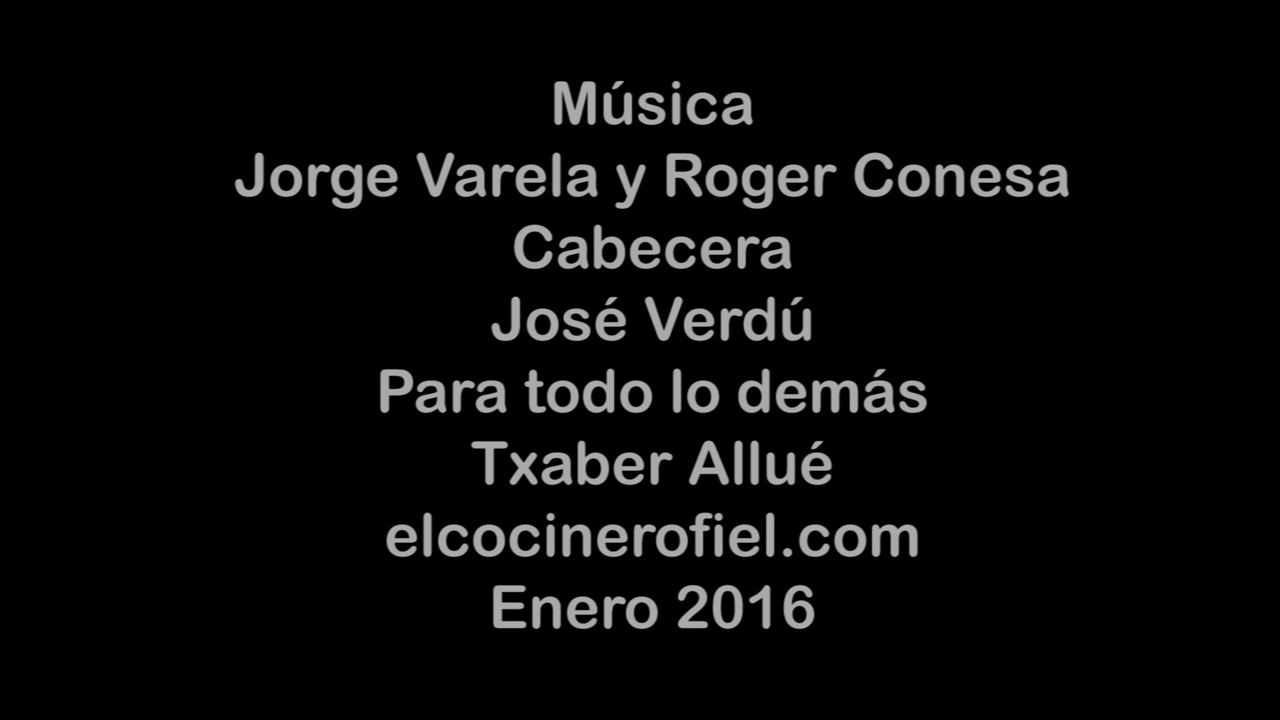 Música
Jorge Varela y Roger Conesa
Cabecera
José Verdú
Para todo lo demás
Txaber Allué
elcocinerofiel.com
Enero 2016